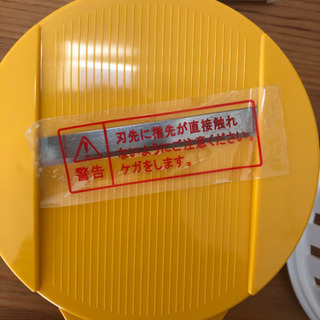 刃先に指先が直接触れ
ないようにご注意ください。
ケガをします。
警告